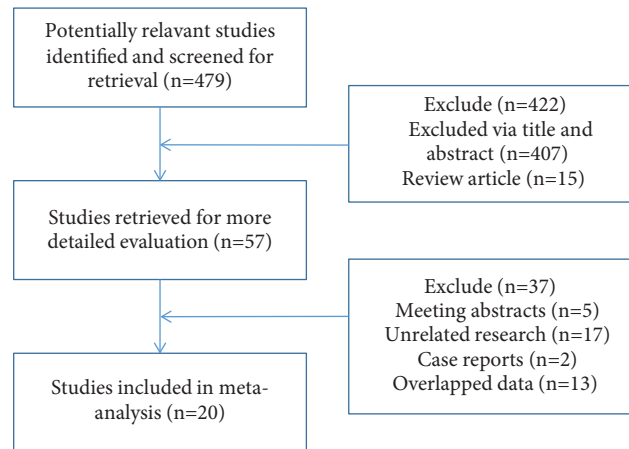 Potentially relavant studies
identified and screened for
retrieval (n=479)
Exclude (n=422)
Excluded via title and
abstract (n=407)
Review article (n=15)
Studies retrieved for more
detailed evaluation (n=57)
Exclude (n=37)
Meeting abstracts (n=5)
Unrelated research (n=17)
Case reports (n=2)
Overlapped data (n=13)
Studies included in meta-
analysis (n=20)